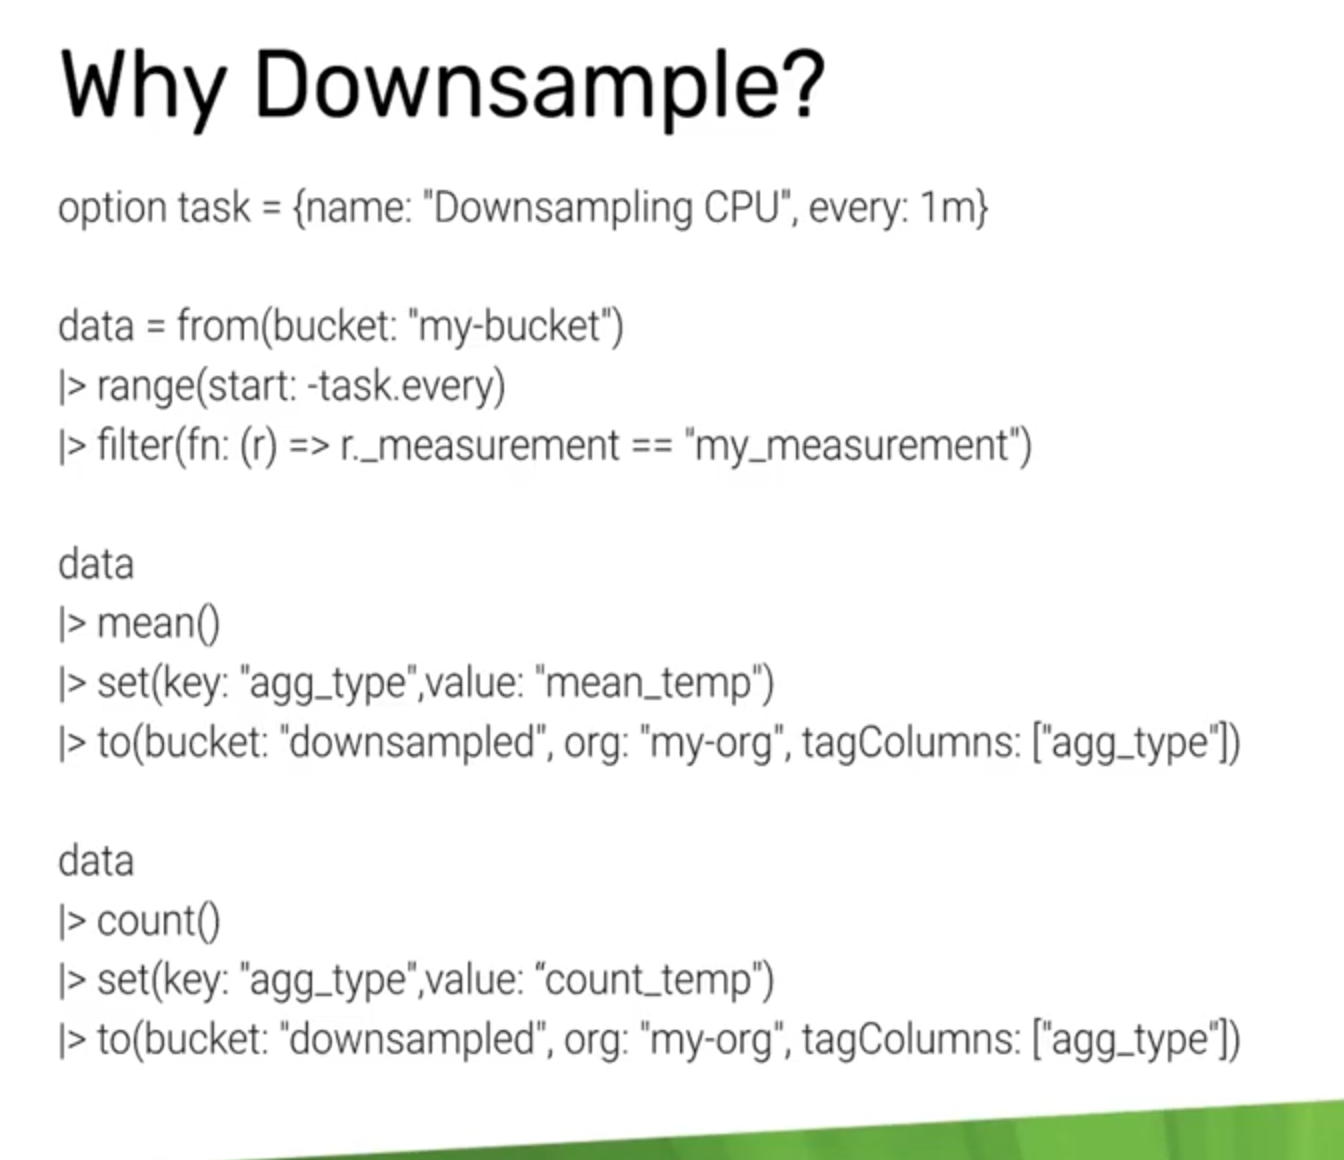 Why Downsample?
option task = {name: "Downsampling CPU", every: 1m}
data = from(bucket: "my-bucket")
|> range(start: -task.every)
|> filter(fn: (r) => r._measurement == "my_measurement")
data
|> mean()
|> set(key: "agg_type",value: "mean_temp")
|> to(bucket: "downsampled", org: "my-org", tagColumns: ["agg_type"])
data
|> count()
|> set(key: "agg_type",value: “count_temp")
|> to(bucket: "downsampled", org: "my-org", tagColumns: ["agg_type"])